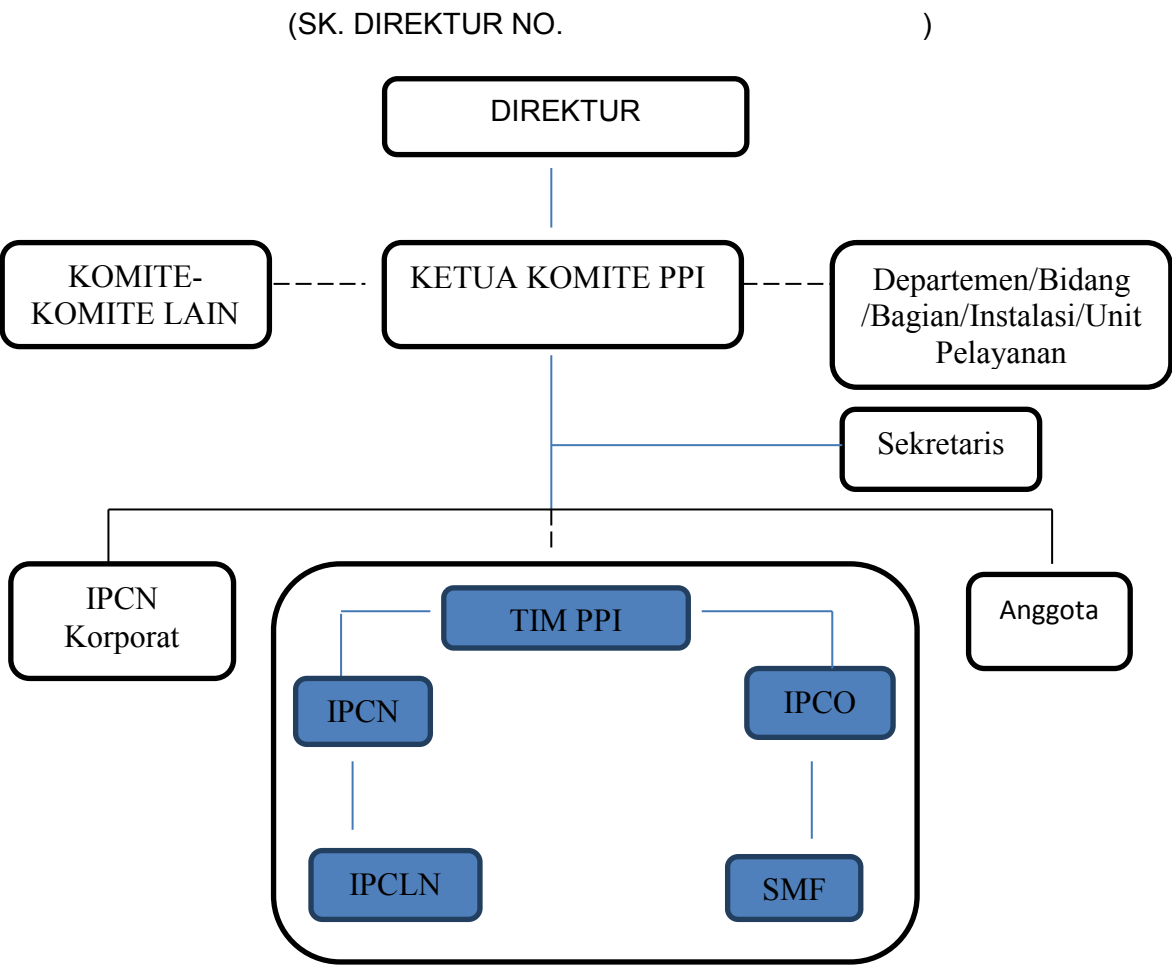 (SK. DIREKTUR NO. )
DIREKTUR
KOMITE-
KOMITE LAIN
KETUA KOMITE PPI
Departemen/Bidang
/Bagian/Instalasi/Unit
Pelayanan
Sekretaris
IPCN
Korporat
TIM PPI
Anggota
IPCN
IPCO
IPCLN
SMF